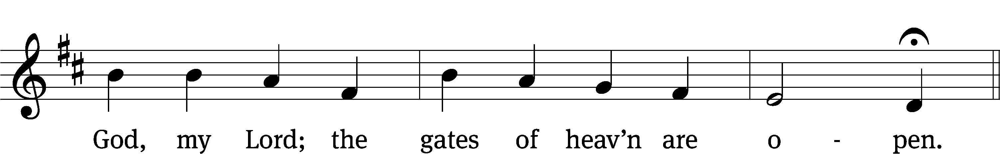 God, my Lord; the gates of heav’n are o - pen.